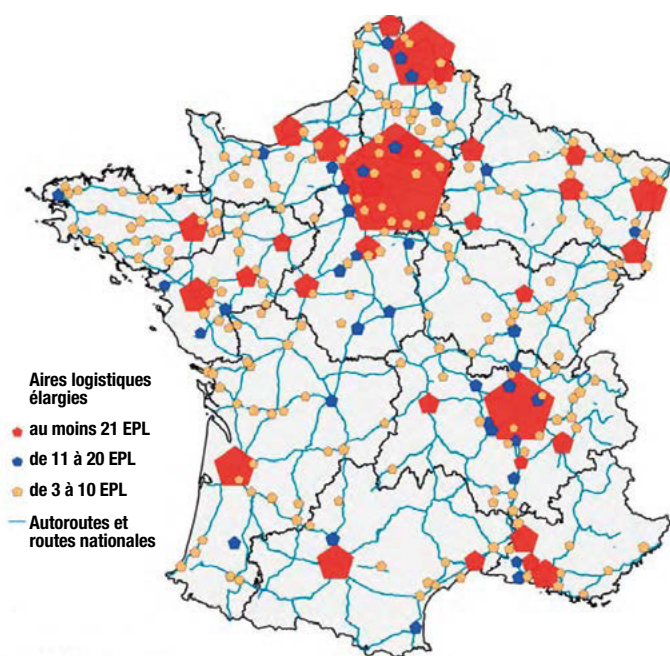 Aires logistiques
élargies
au moins 21 EPL
de 11 à 20 EPL
de 3 à 10 EPL
Autoroutes et
routes nationales